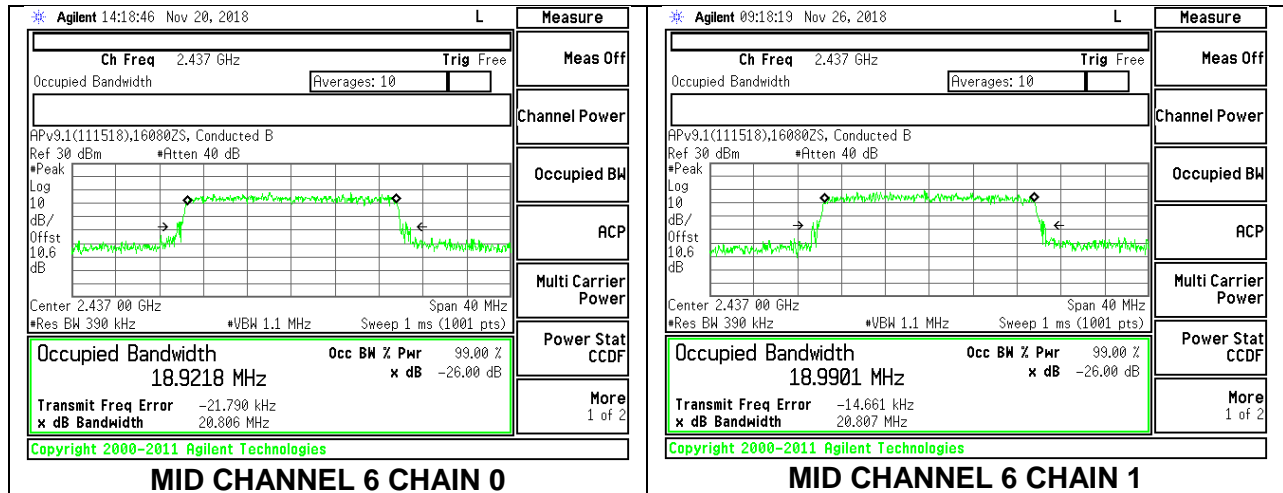 Agilent 14:18:46 Nov 20, 2018 L Measure
Ch Freq 2.437 GHz Trig Free
Occupied Bandwidth Averages: 10
APv9.1(111518),16080ZS, Conducted B
Ref 30 dBm #Atten 40 dB
#Peak
Log
10
dB/
Offst
10.6
dB
Center 2.437 00 GHz Span 40 MHz
#Res BW 390 kHz #VBW 1.1 MHz Sweep 1 ms (1001 pts)
Occupied Bandwidth Occ BW % Pwr 99.00 %
18.9218 MHz x dB -26.00 dB
Transmit Freq Error -21.790 kHz
x dB Bandwidth 20.806 MHz
Meas Off
Channel Power
Occupied BW
ACP
Multi Carrier
Power
Power Stat
CCDF
More
1 of 2
Copyright 2000-2011 Agilent Technologies
MID CHANNEL 6 CHAIN 0
Agilent 09:18:19 Nov 26, 2018 L Measure
Ch Freq 2.437 GHz Trig Free
Occupied Bandwidth Averages: 10
APv9.1(111518),16080ZS, Conducted B
Ref 30 dBm #Atten 40 dB
#Peak
Log
10
dB/
Offst
10.6
dB
Center 2.437 00 GHz Span 40 MHz
#Res BW 390 kHz #VBW 1.1 MHz Sweep 1 ms (1001 pts)
Occupied Bandwidth Occ BW % Pwr 99.00 %
18.9901 MHz x dB -26.00 dB
Transmit Freq Error -14.661 kHz
x dB Bandwidth 20.807 MHz
Meas Off
Channel Power
Occupied BW
ACP
Multi Carrier
Power
Power Stat
CCDF
More
1 of 2
Copyright 2000-2011 Agilent Technologies
MID CHANNEL 6 CHAIN 1